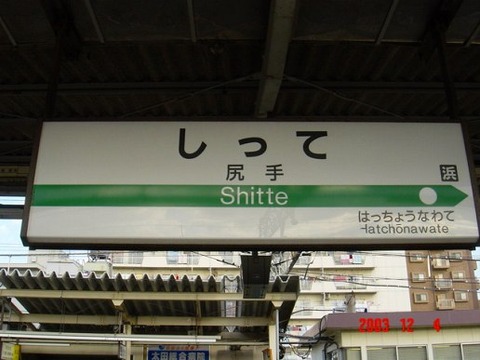 しって
尻手
浜
Shitte
はっちょうなわて
Hatchōnawate
2003 12 4